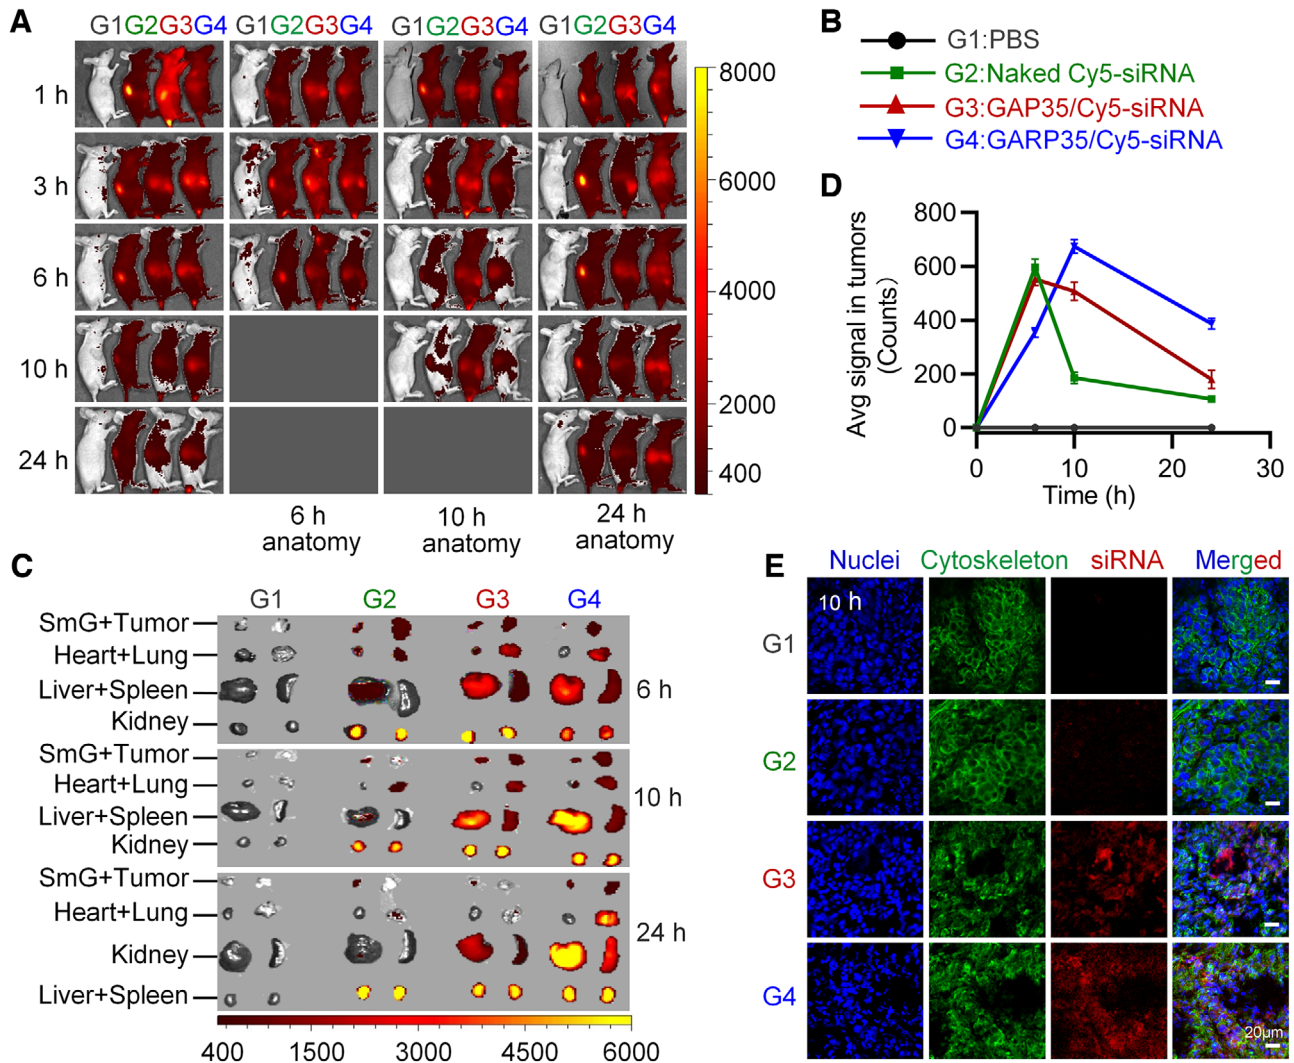 A
G1G2G3G4 G1G2G3G4 G1G2G3G4 G1G2G3G4
1 h
3 h
6 h
10 h
24 h
8000
6000
4000
2000
400
6 h
anatomy
10 h
anatomy
24 h
anatomy
B
G1:PBS
G2:Naked Cy5-siRNA
G3:GAP35/Cy5-siRNA
G4:GARP35/Cy5-siRNA
D
Avg signal in tumors
(Counts)
800
600
400
200
0
0 10 20 30
Time (h)
C
G1 G2 G3 G4
SmG+Tumor
Heart+Lung
Liver+Spleen
Kidney
6 h
SmG+Tumor
Heart+Lung
Liver+Spleen
Kidney
10 h
SmG+Tumor
Heart+Lung
Kidney
Liver+Spleen
24 h
400 1500 3000 4500 6000
E
Nuclei Cytoskeleton siRNA Merged
10 h
G1
G2
G3
G4
20μm